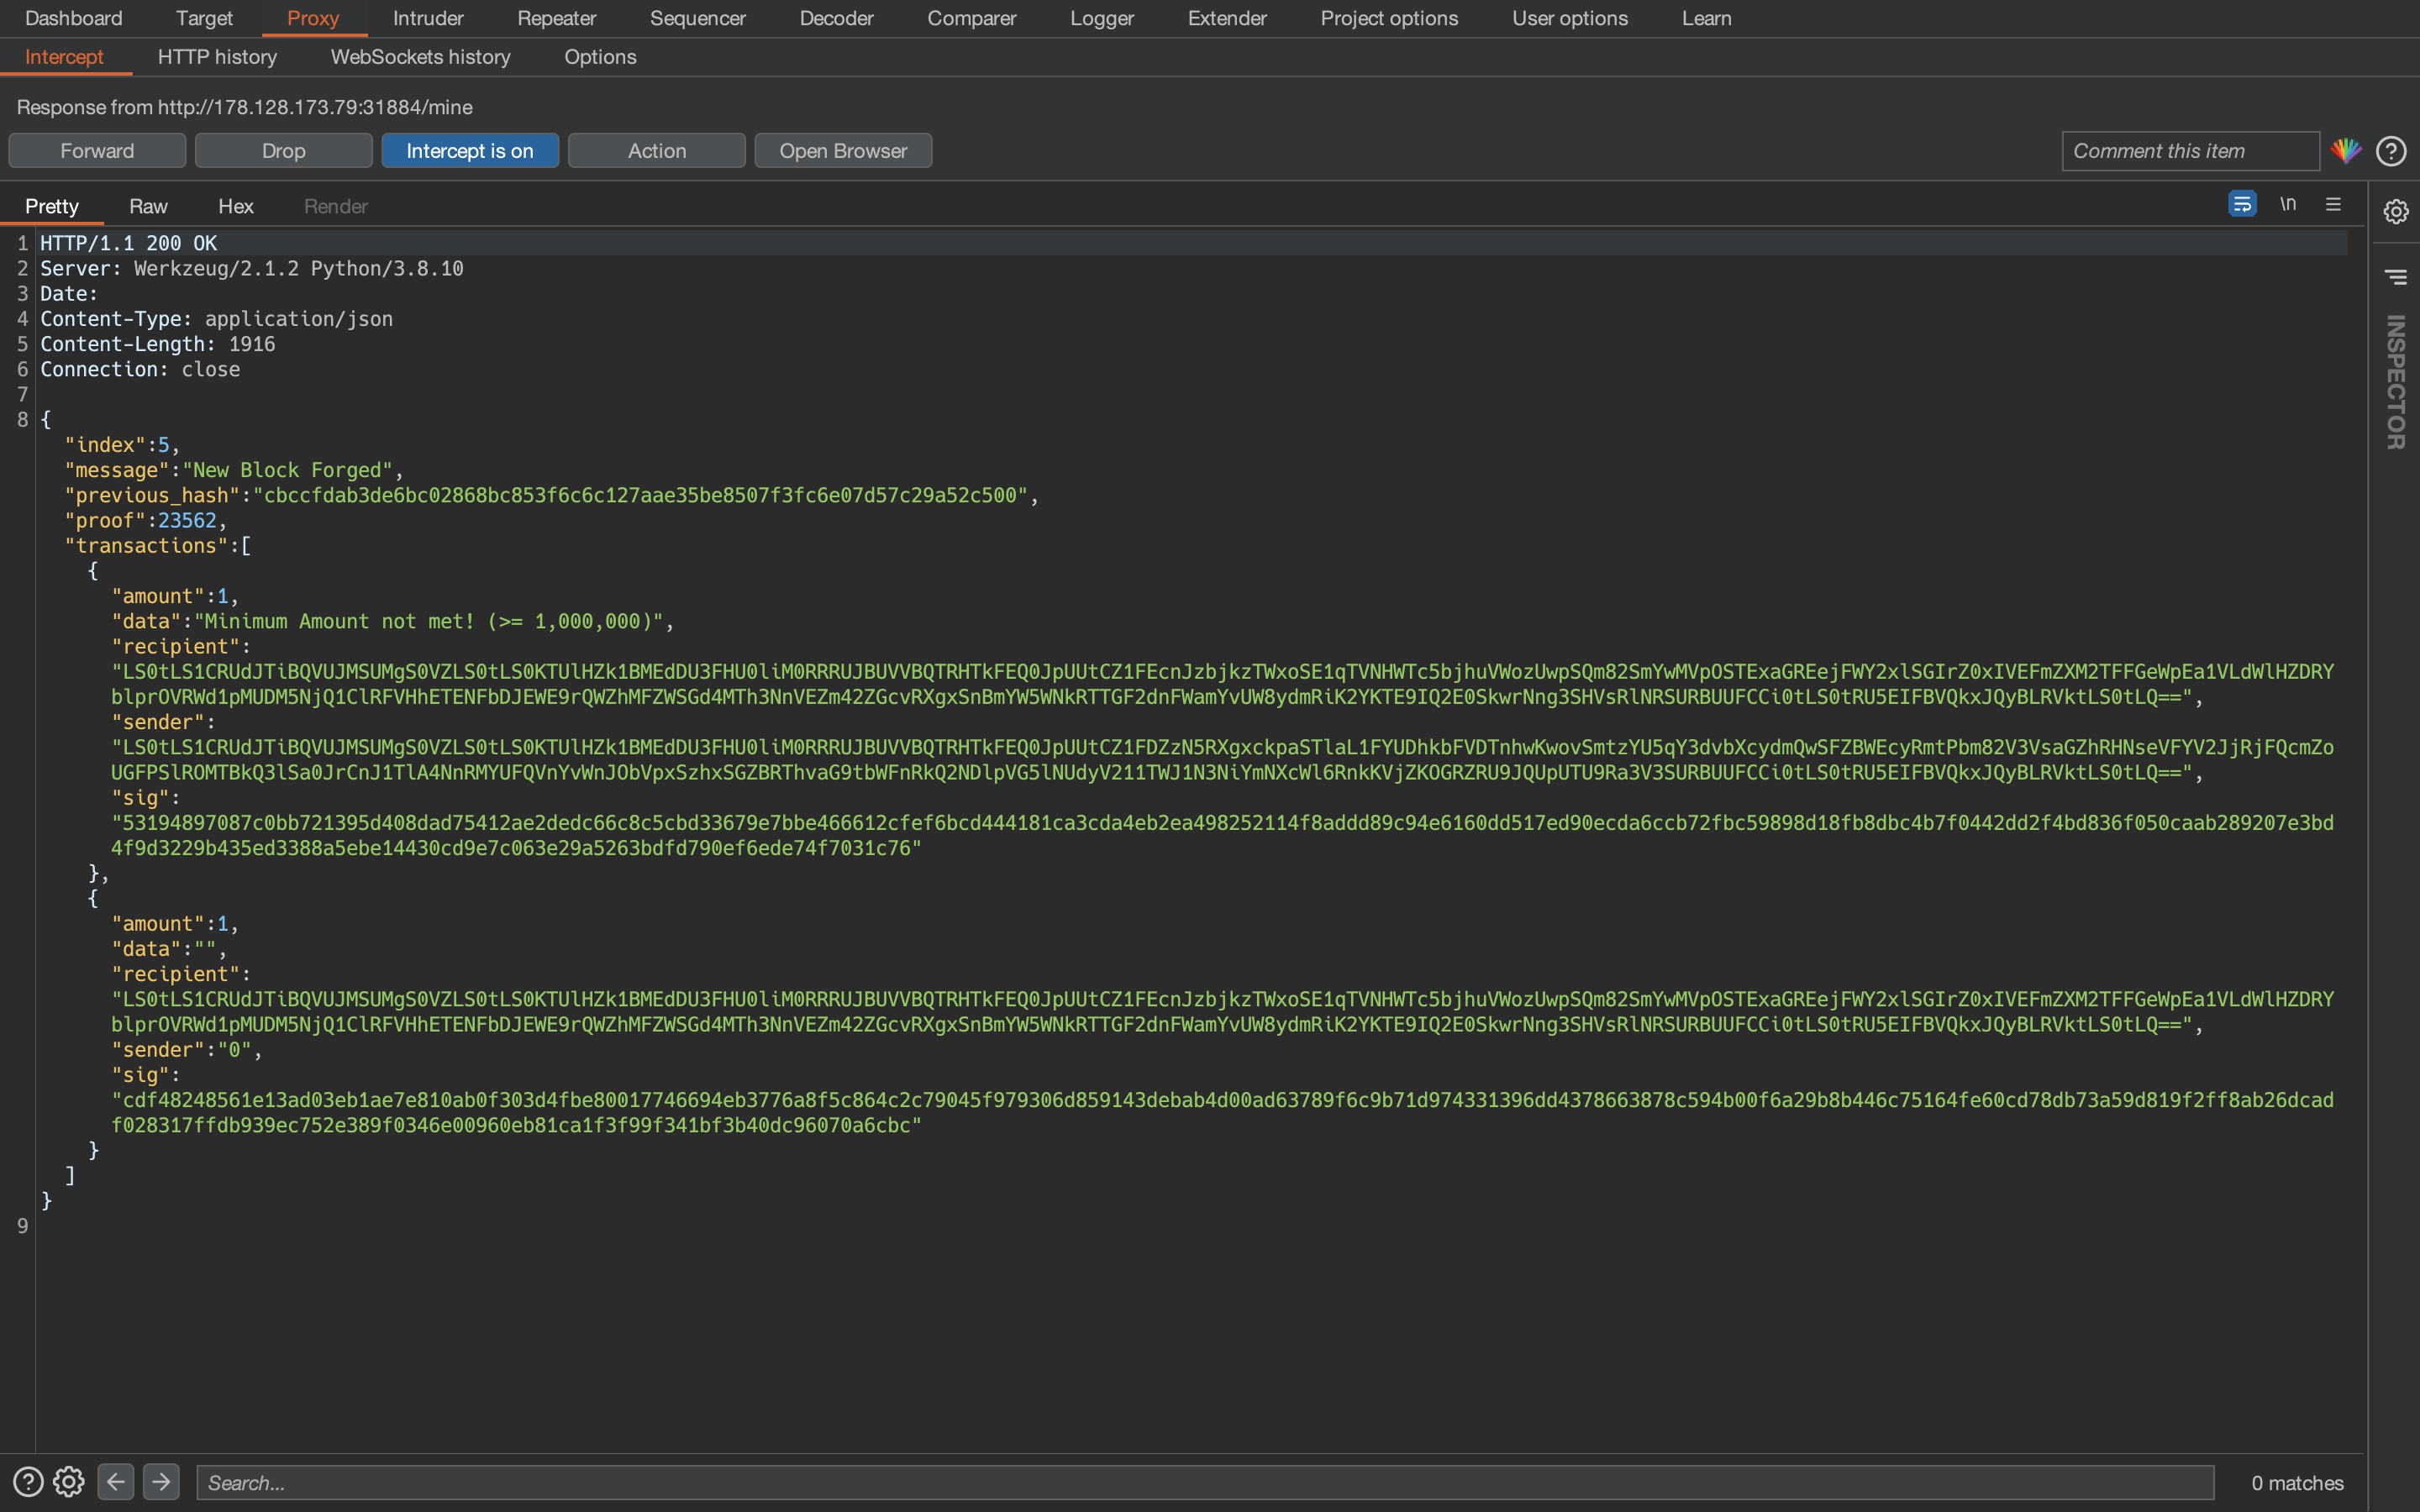 Dashboard Target Proxy Intruder Repeater Sequencer Decoder Comparer Logger Extender Project options User options Learn
Intercept HTTP history WebSockets history Options
Response from http://178.128.173.79:31884/mine
Forward Drop Intercept is on Action Open Browser Comment this item ?
Pretty Raw Hex Render \n
1 HTTP/1.1 200 OK
2 Server: Werkzeug/2.1.2 Python/3.8.10
3 Date:
4 Content-Type: application/json
5 Content-Length: 1916
6 Connection: close
7
8 {
"index":5,
"message":"New Block Forged",
"previous_hash":"cbccfdab3de6bc02868bc853f6c6c127aae35be8507f3fc6e07d57c29a52c500",
"proof":23562,
"transactions":[
{
"amount":1,
"data":"Minimum Amount not met! (>= 1,000,000)",
"recipient":
"sender":
"sig":
"53194897087c0bb721395d408dad75412ae2dedc66c8c5cbd33679e7bbe466612cfef6bcd444181ca3cda4eb2ea498252114f8addd89c94e6160dd517ed90ecda6ccb72fbc59898d18fb8dbc4b7f0442dd2f4bd836f050caab289207e3bd
4f9d3229b435ed3388a5ebe14430cd9e7c063e29a5263bdfd790ef6ede74f7031c76"
},
{
"amount":1,
"data":"",
"recipient":
"sender":"0",
"sig":
"cdf48248561e13ad03eb1ae7e810ab0f303d4fbe80017746694eb3776a8f5c864c2c79045f979306d859143debab4d00ad63789f6c9b71d974331396dd4378663878c594b00f6a29b8b446c75164fe60cd78db73a59d819f2ff8ab26dcad
f028317ffdb939ec752e389f0346e00960eb81ca1f3f99f341bf3b40dc96070a6cbc"
}
]
}
9
INSPECTOR
? Search... 0 matches